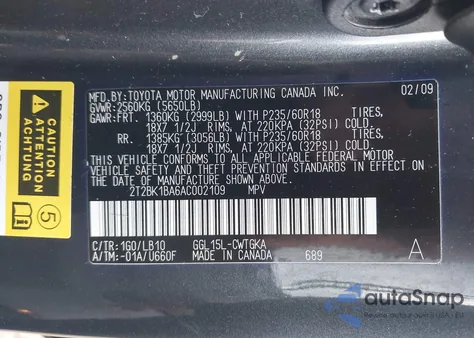 MFD.BY:TOYOTA MOTOR MANUFACTURING CANADA INC. 02/09
GVWR:2560KG (5650LB)
GAWR:FRT. 1360KG (2999LB) WITH P235/60R18 TIRES,
18X7 1/2J RIMS, AT 220KPA (32PSI) COLD.
RR. 1385KG (3056LB) WITH P235/60R18 TIRES,
18X7 1/2J RIMS, AT 220KPA (32PSI) COLD.
THIS VEHICLE CONFORMS TO ALL APPLICABLE FEDERAL MOTOR
VEHICLE SAFETY AND THEFT PREVENTION STANDARDS IN EFFECT
ON THE DATE OF MANUFACTURE SHOWN ABOVE.
2T2BK1BA6AC002109 MPV
C/TR:1G0/LB10 GGL15L-CWTGKA A
A/TM:-01A/U660F MADE IN CANADA 689
5
autoSnap